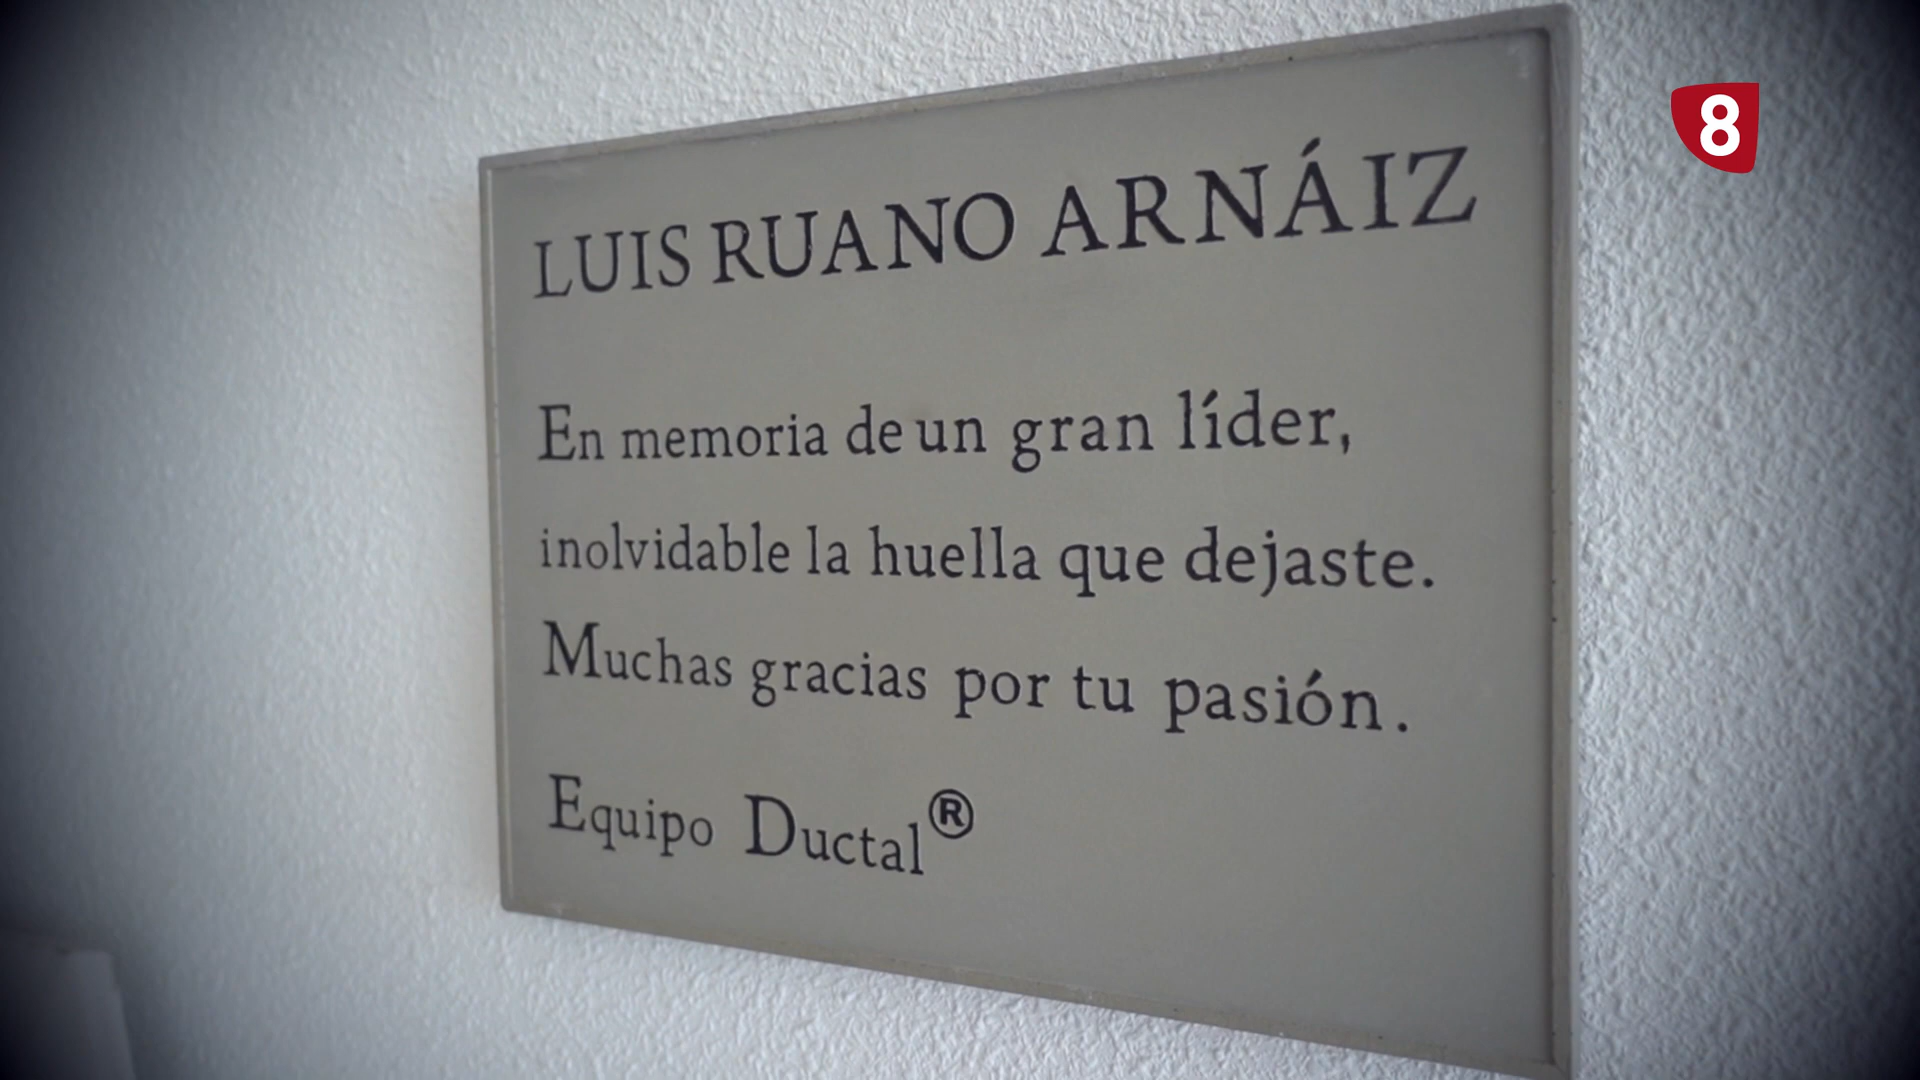 8
LUIS RUANO ARNÁIZ
En memoria de un gran líder,
inolvidable la huella que dejaste.
Muchas gracias por tu pasión.
Equipo Ductal®